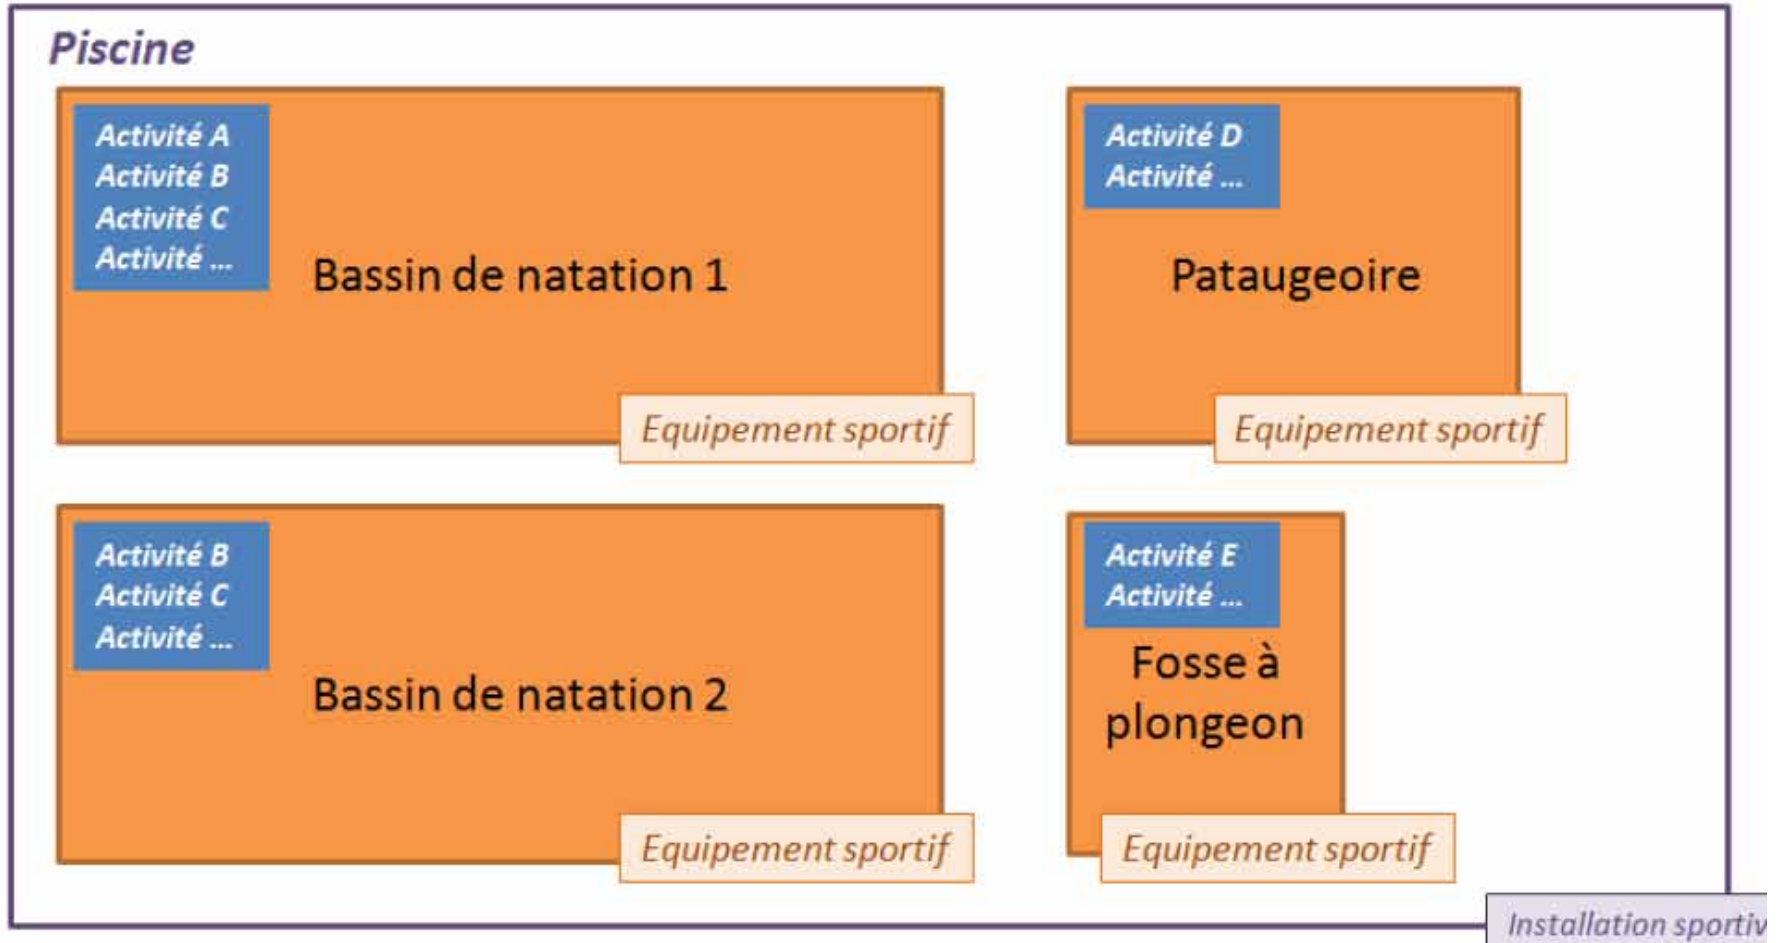 Piscine
Activité A
Activité B
Activité C
Activité ...
Bassin de natation 1
Equipement sportif
Activité D
Activité ...
Pataugeoire
Equipement sportif
Activité B
Activité C
Activité ...
Bassin de natation 2
Equipement sportif
Activité E
Activité ...
Fosse à
plongeon
Equipement sportif
Installation sportiv